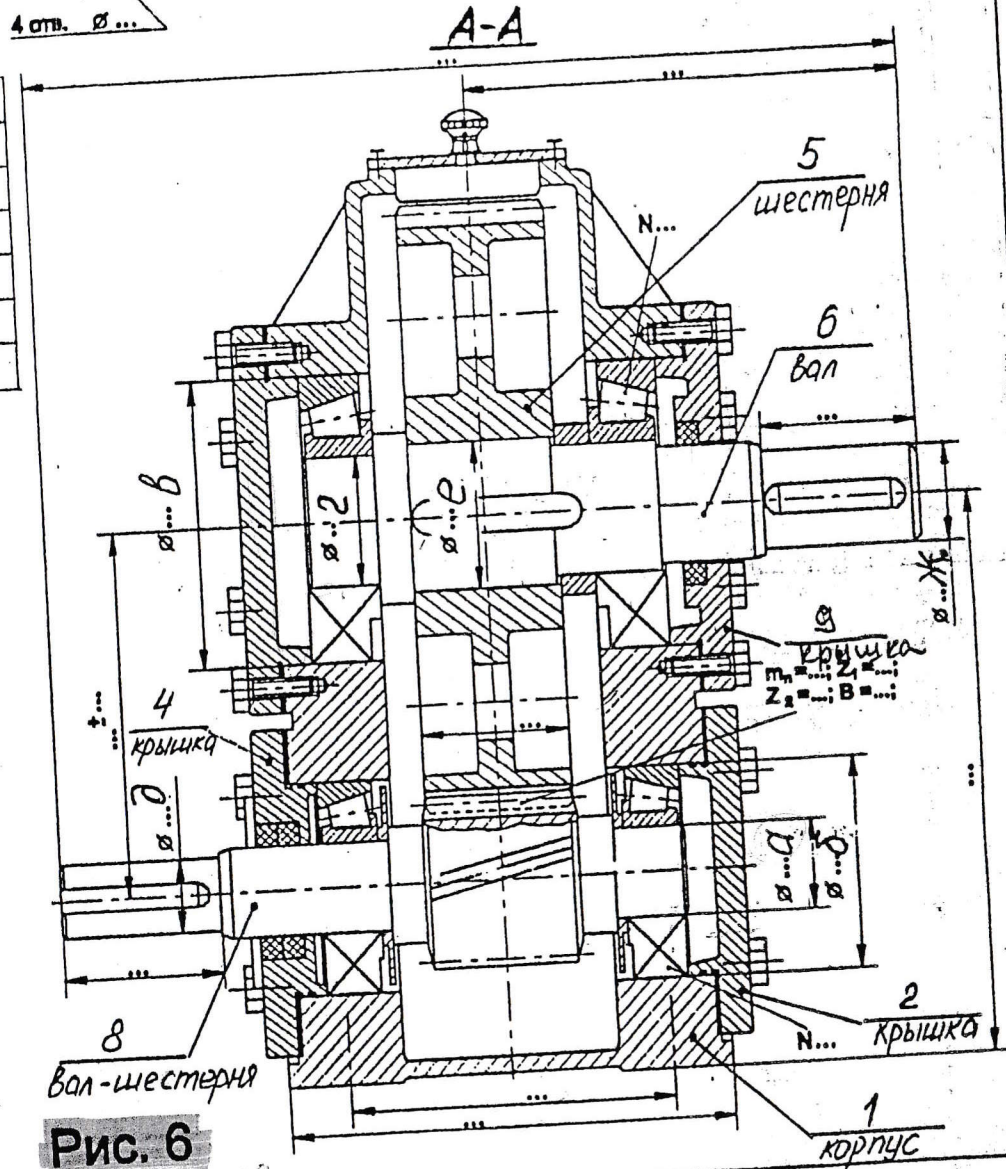 4 отв. ø ...
А-А
...
...
5
шестерня
N...
6
вал
...
ø ... в
ø ... г
ø ... е
ø ... Ж
9
крышка
mₙ=...; Z₁=...;
Z₂=...; B=...;
4
крышка
...
...
ø ... д
ø ... а
ø ... б
...
...
2
крышка
N...
8
вал-шестерня
...
...
1
корпус
Рис. 6